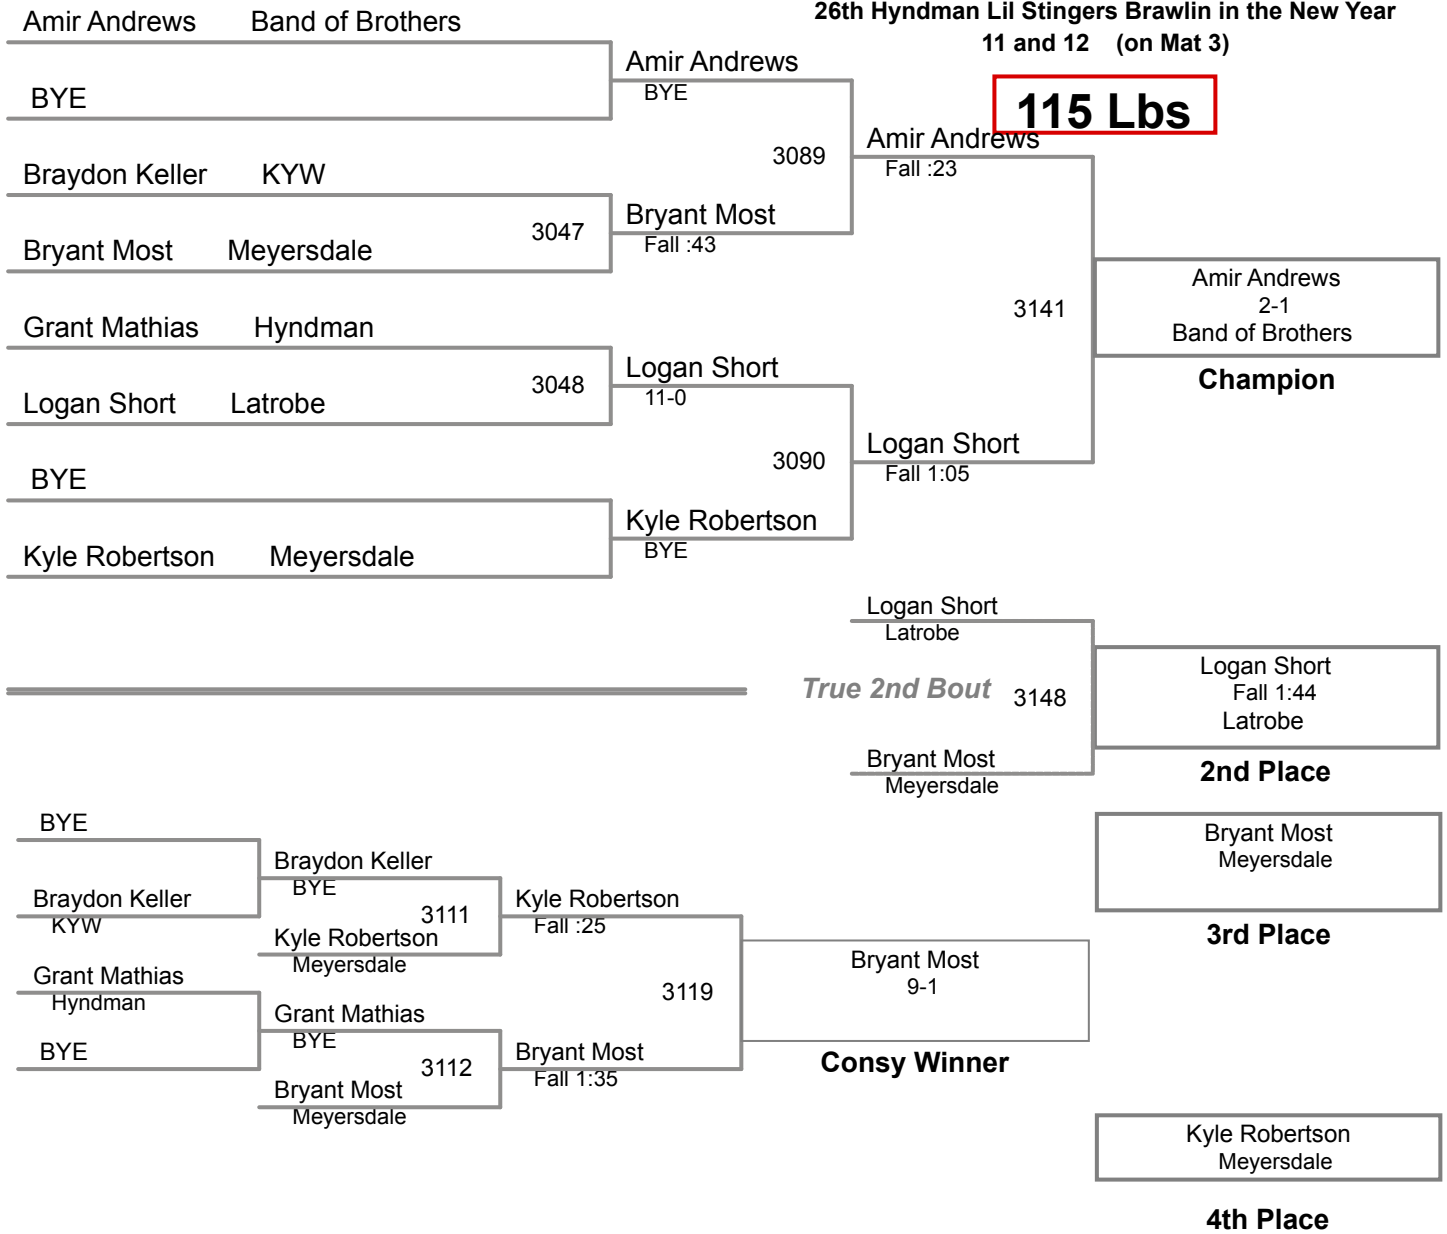 26th Hyndman Lil Stingers Brawlin in the New Year
11 and 12 (on Mat 3)
115 Lbs
Amir Andrews Band of Brothers
BYE
Braydon Keller KYW
Bryant Most Meyersdale
Grant Mathias Hyndman
Logan Short Latrobe
BYE
Kyle Robertson Meyersdale
3047
3048
Amir Andrews
BYE
Bryant Most
Fall :43
Logan Short
11-0
Kyle Robertson
BYE
3089
3090
Amir Andrews
Fall :23
Logan Short
Fall 1:05
3141
Amir Andrews
2-1
Band of Brothers
Champion
Logan Short
Latrobe
True 2nd Bout 3148
Bryant Most
Meyersdale
Logan Short
Fall 1:44
Latrobe
2nd Place
BYE
Braydon Keller
KYW
Grant Mathias
Hyndman
BYE
Braydon Keller
BYE
3111
Kyle Robertson
Meyersdale
Grant Mathias
BYE
3112
Bryant Most
Meyersdale
Kyle Robertson
Fall :25
3119
Bryant Most
Fall 1:35
Bryant Most
9-1
Consy Winner
Bryant Most
Meyersdale
3rd Place
Kyle Robertson
Meyersdale
4th Place